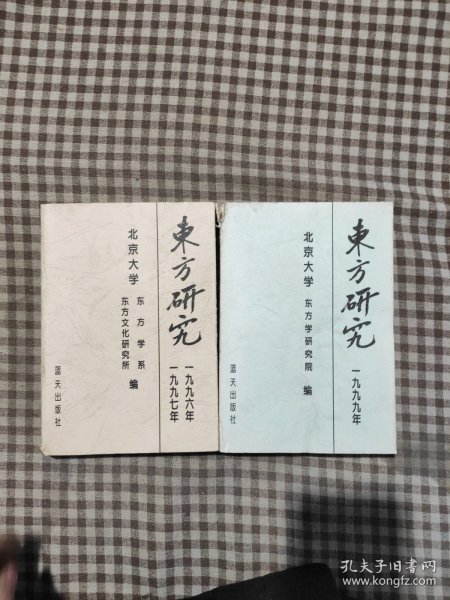 東方研究
一九九六年
一九九七年
北京大学
东方学系
东方文化研究所
编
蓝天出版社
東方研究
一九九九年
北京大学
东方学研究院
编
蓝天出版社
孔夫子旧书网
www.kongfz.com